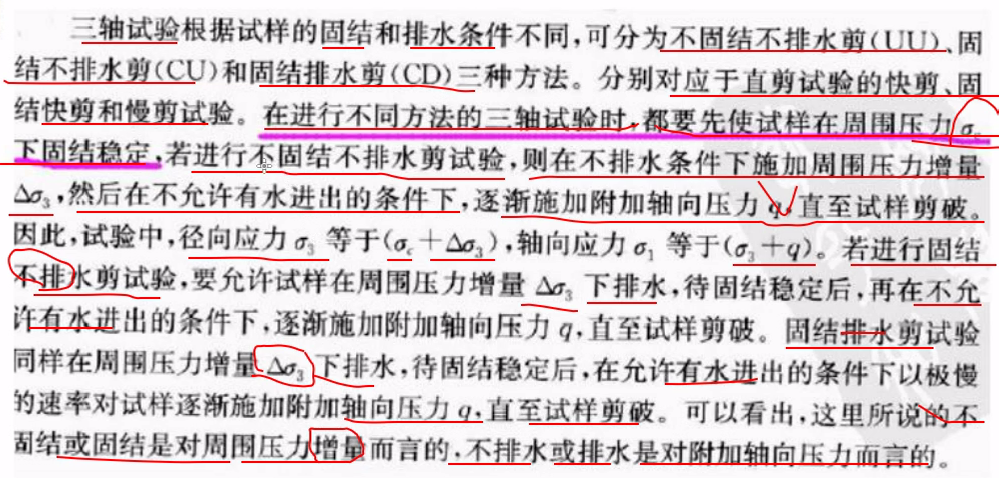 三轴试验根据试样的固结和排水条件不同,可分为不固结不排水剪(UU)、固
结不排水剪(CU)和固结排水剪(CD)三种方法。分别对应于直剪试验的快剪、固
结快剪和慢剪试验。在进行不同方法的三轴试验时,都要先使试样在周围压力 σc
下固结稳定,若进行不固结不排水剪试验,则在不排水条件下施加周围压力增量
Δσ3,然后在不允许有水进出的条件下,逐渐施加附加轴向压力 q,直至试样剪破。
因此,试验中,径向应力 σ3 等于(σc+Δσ3),轴向应力 σ1 等于(σ3+q)。若进行固结
不排水剪试验,要允许试样在周围压力增量 Δσ3 下排水,待固结稳定后,再在不允
许有水进出的条件下,逐渐施加附加轴向压力 q,直至试样剪破。固结排水剪试验
同样在周围压力增量 Δσ3 下排水,待固结稳定后,在允许有水进出的条件下以极慢
的速率对试样逐渐施加附加轴向压力 q,直至试样剪破。可以看出,这里所说的不
固结或固结是对周围压力增量而言的,不排水或排水是对附加轴向压力而言的。